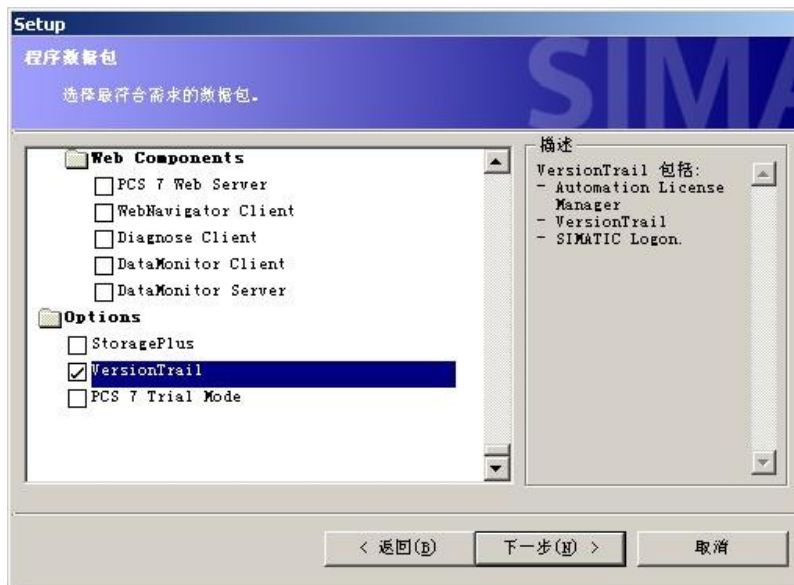 Setup
程序数据包
选择最符合需求的数据包。
SIMA
Web Components
PCS 7 Web Server
WebNavigator Client
Diagnose Client
DataMonitor Client
DataMonitor Server
Options
StoragePlus
VersionTrail
PCS 7 Trial Mode
描述
VersionTrail 包括:
- Automation License
Manager
- VersionTrail
- SIMATIC Logon.
< 返回(B)
下一步(N) >
取消